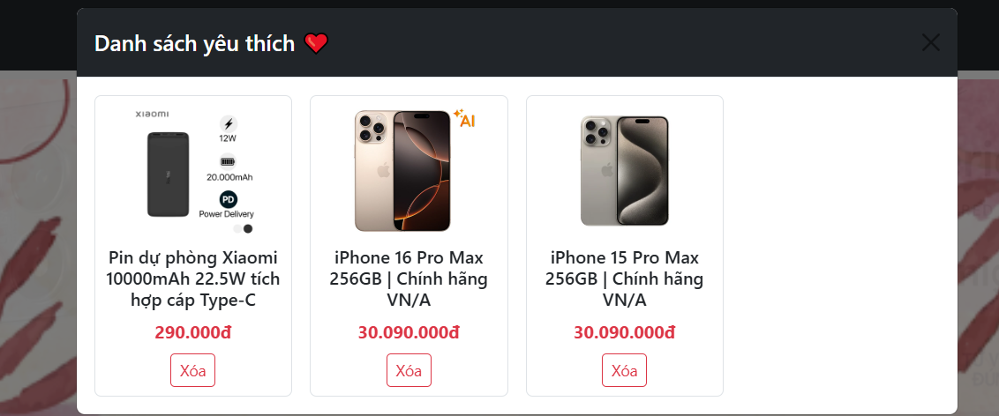 Danh sách yêu thích
xiaomi
12W
20.000mAh
PD
Power Delivery
Pin dự phòng Xiaomi
10000mAh 22.5W tích
hợp cáp Type-C
290.000đ
Xóa
AI
iPhone 16 Pro Max
256GB | Chính hãng
VN/A
30.090.000đ
Xóa
iPhone 15 Pro Max
256GB | Chính hãng
VN/A
30.090.000đ
Xóa